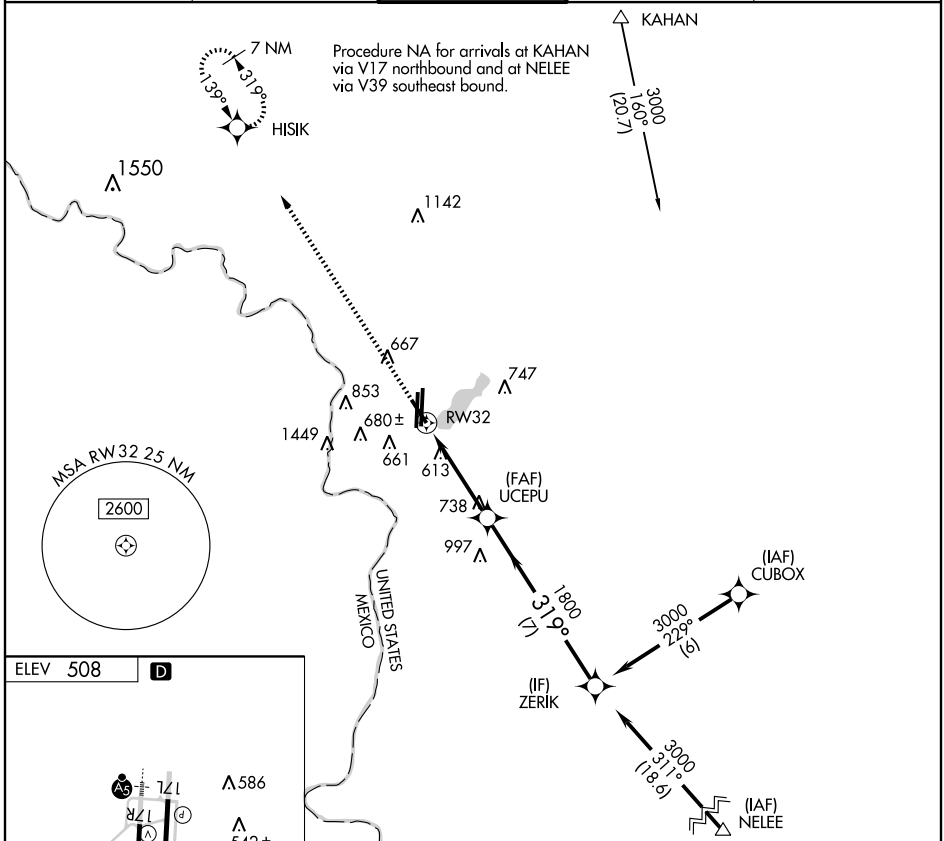 KAHAN
7 NM
Procedure NA for arrivals at KAHAN
via V17 northbound and at NELEE
via V39 southeast bound.
319°
139°
3000
160°
(20.7)
HISIK
1550
1142
667
747
853
680±
RW32
1449
661
613
(FAF)
UCEPU
738
MSA RW32 25 NM
2600
997
(IAF)
CUBOX
UNITED STATES
MEXICO
1800
319°
(7)
3000
229°
(6)
ELEV 508
D
(IF)
ZERIK
3000
311°
(18.6)
(IAF)
NELEE
A5
17L
586
17R
P
V